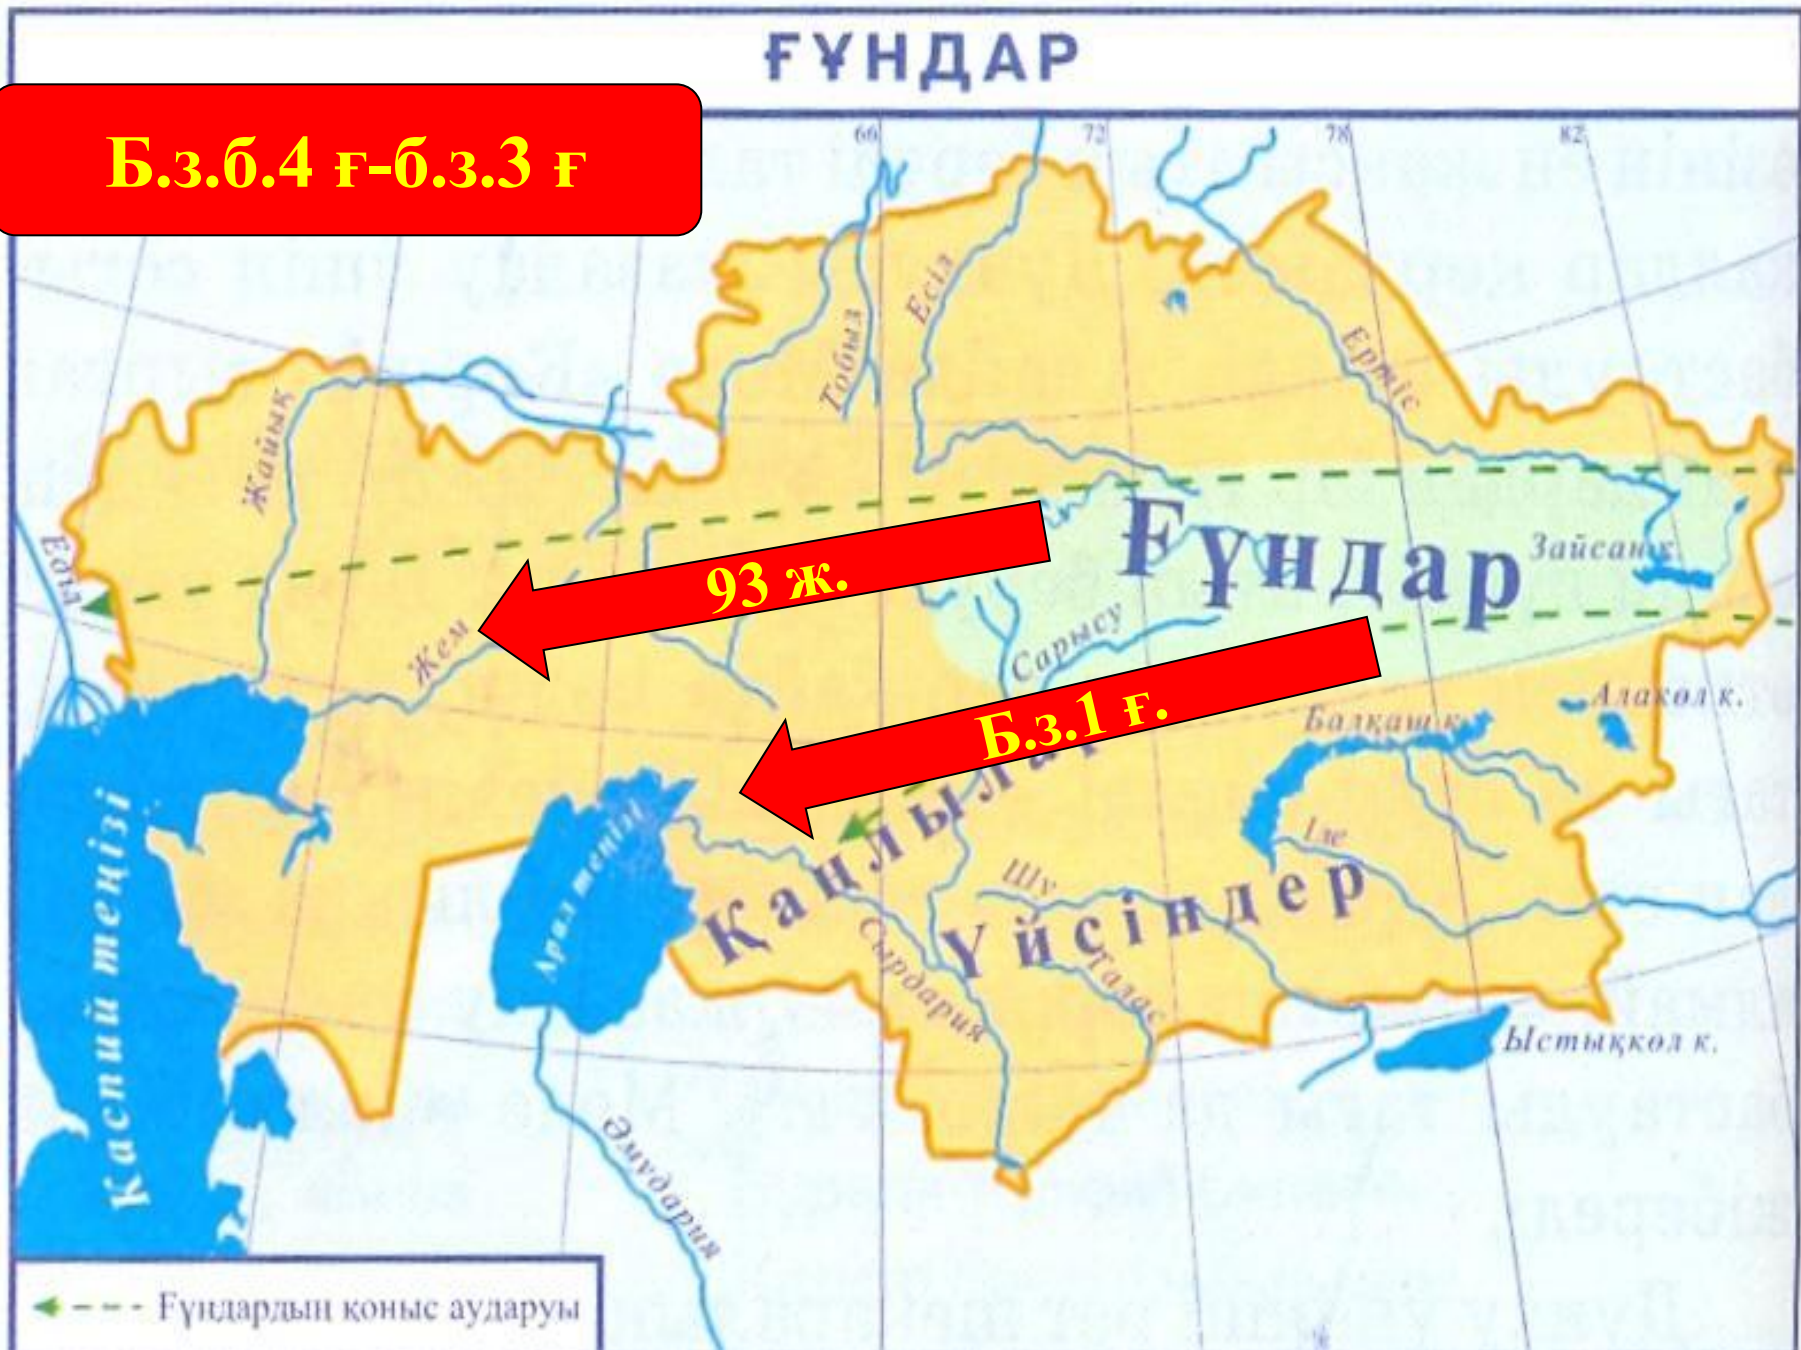 ҒҰНДАР
Б.з.б.4 ғ-б.з.3 ғ
66
72
78
82
Тобыл
Есіл
Ертіс
Жайық
Еділ
Жем
93 ж.
Ғұндар
Зайсан к.
Сарысу
Б.з.1 ғ.
Алакөл к.
Балқаш к.
Қаңлылар
Іле
Шу
Үйсіндер
Талас
Сырдария
Арал теңізі
Каспий теңізі
Ыстықкөл к.
Әмудария
Ғұндардың қоныс аударуы